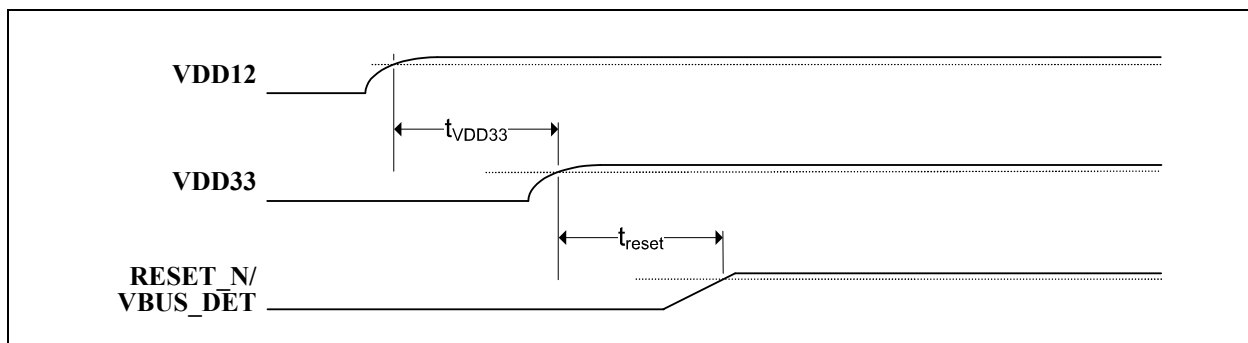 VDD12
tVDD33
VDD33
treset
RESET_N/
VBUS_DET